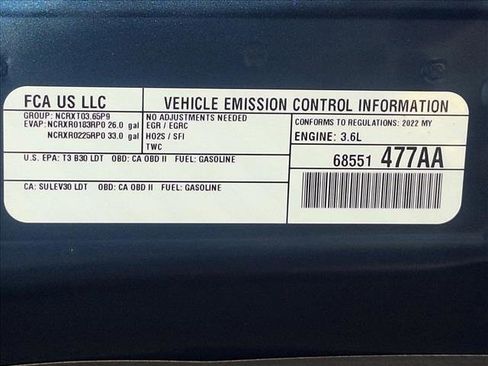 FCA US LLC
VEHICLE EMISSION CONTROL INFORMATION
GROUP: NCRXT03.65P9
EVAP: NCRXR0183RP0 26.0 gal
NCRXR0225RP0 33.0 gal
NO ADJUSTMENTS NEEDED
EGR / EGRC
HO2S / SFI
TWC
CONFORMS TO REGULATIONS: 2022 MY
ENGINE: 3.6L
68551 477AA
U.S. EPA: T3 B30 LDT OBD: CA OBD II FUEL: GASOLINE
CA: SULEV30 LDT OBD: CA OBD II FUEL: GASOLINE